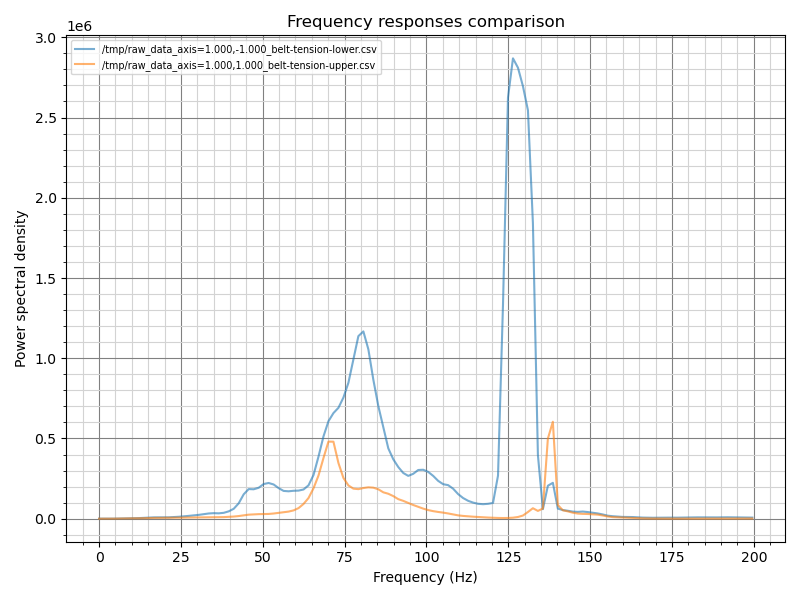 Frequency responses comparison
1e6
/tmp/raw_data_axis=1.000,-1.000_belt-tension-lower.csv
/tmp/raw_data_axis=1.000,1.000_belt-tension-upper.csv
3.0
2.5
2.0
1.5
1.0
0.5
0.0
Power spectral density
0 25 50 75 100 125 150 175 200
Frequency (Hz)